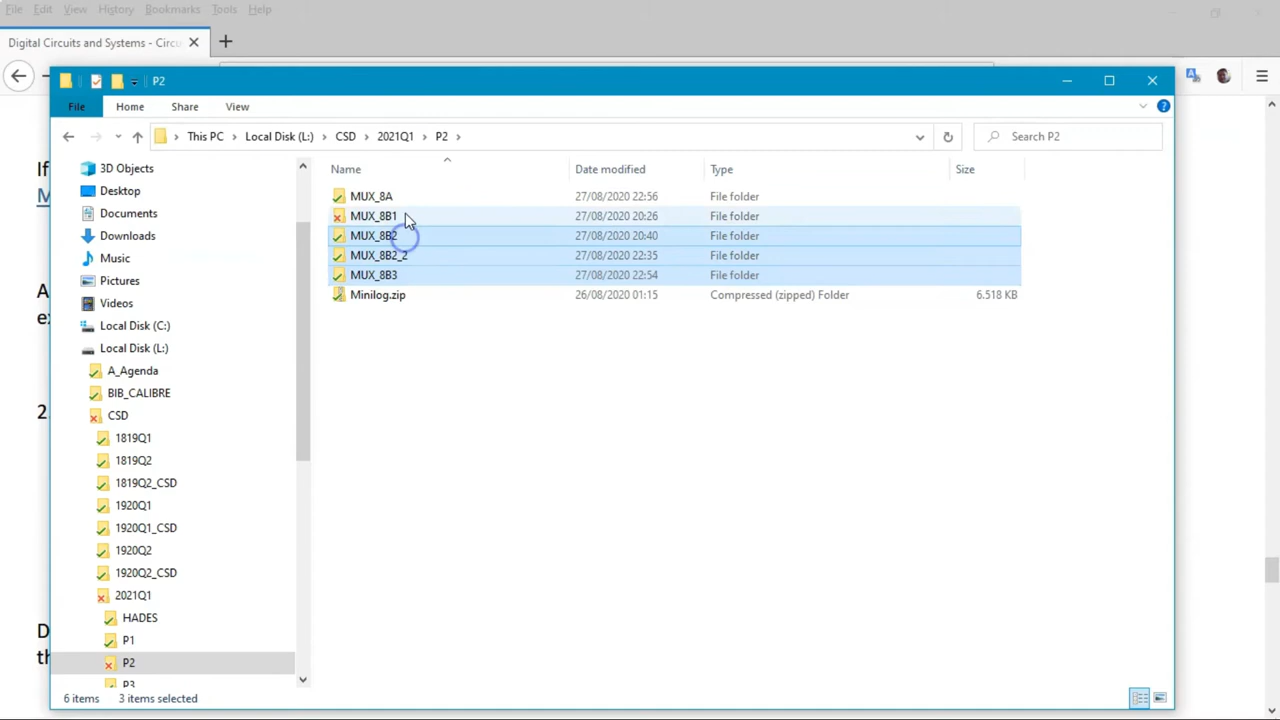 File Edit View History Bookmarks Tools Help
Digital Circuits and Systems - Circu
P2
File Home Share View
This PC Local Disk (L:) CSD 2021Q1 P2 Search P2
Name Date modified Type Size
3D Objects
Desktop
Documents
Downloads
Music
Pictures
Videos
Local Disk (C:)
Local Disk (L:)
A_Agenda
BIB_CALIBRE
CSD
1819Q1
1819Q2
1819Q2_CSD
1920Q1
1920Q1_CSD
1920Q2
1920Q2_CSD
2021Q1
HADES
P1
P2
P3
MUX_8A 27/08/2020 22:56 File folder
MUX_8B1 27/08/2020 20:26 File folder
MUX_8B2 27/08/2020 20:40 File folder
MUX_8B2_2 27/08/2020 22:35 File folder
MUX_8B3 27/08/2020 22:54 File folder
Minilog.zip 26/08/2020 01:15 Compressed (zipped) Folder 6.518 KB
If
M
A
ex
2
D
th
6 items 3 items selected